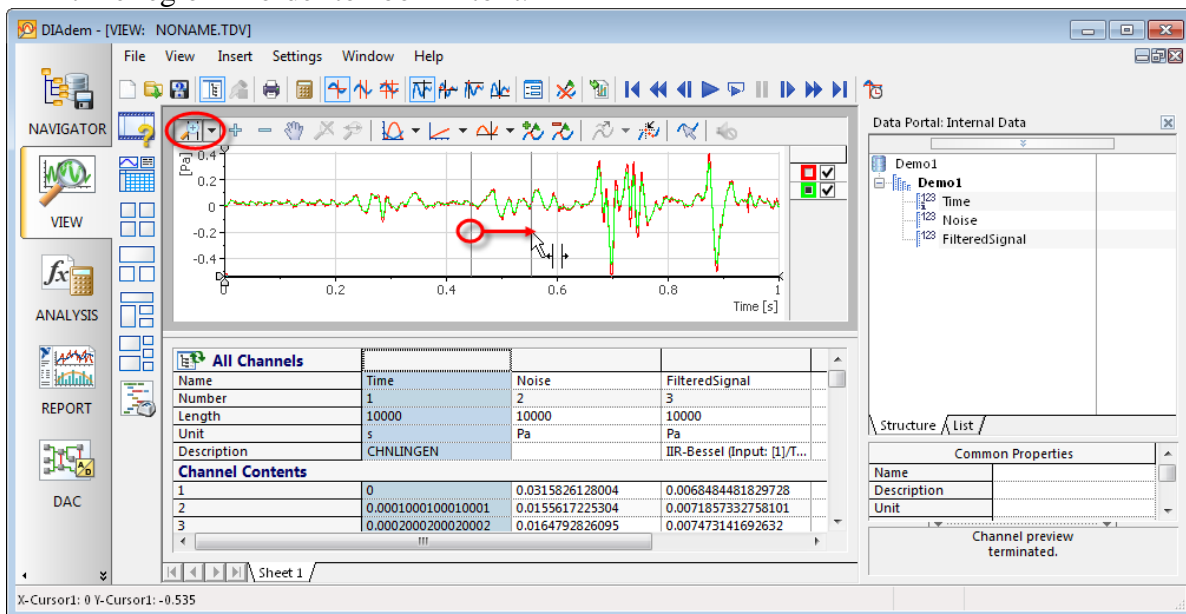 DIAdem - [VIEW: NONAME.TDV]
File View Insert Settings Window Help
NAVIGATOR
VIEW
ANALYSIS
REPORT
DAC
[Pa]
0.4
0.2
0
-0.2
-0.4
0 0.2 0.4 0.6 0.8 1
Time [s]
All Channels
Name Time Noise FilteredSignal
Number 1 2 3
Length 10000 10000 10000
Unit s Pa Pa
Description CHNLINGEN IIR-Bessel (Input: [1]/T...
Channel Contents
1 0 0.0315826128004 0.0068484481829728
2 0.0001000100010001 0.0155617225304 0.0071857332758101
3 0.0002000200020002 0.0164792826095 0.007473141692632
Sheet 1
Data Portal: Internal Data
Demo1
Demo1
123 Time
123 Noise
123 FilteredSignal
Structure List
Common Properties
Name
Description
Unit
Channel preview
terminated.
X-Cursor1: 0 Y-Cursor1: -0.535